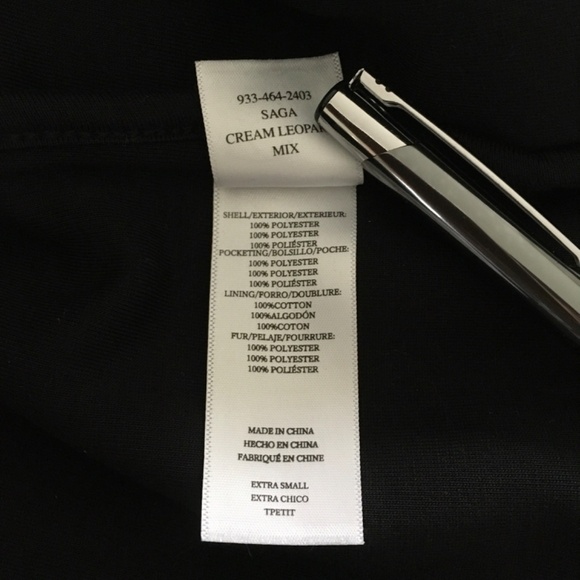 933-464-2403
SAGA
CREAM
MIX
SHELL/EXTERIOR/EXTERIEUR:
100% POLYESTER
100% POLYESTER
100% POLIÉSTER
POCKETING/BOLSILLO/POCHE:
100% POLYESTER
100% POLYESTER
100% POLIÉSTER
LINING/FORRO/DOUBLURE:
100%COTTON
100%ALGODÓN
100%COTON
FUR/PELAJE/FOURRURE:
100% POLYESTER
100% POLYESTER
100% POLIÉSTER
MADE IN CHINA
HECHO EN CHINA
FABRIQUÉ EN CHINE
EXTRA SMALL
EXTRA CHICO
TPETIT